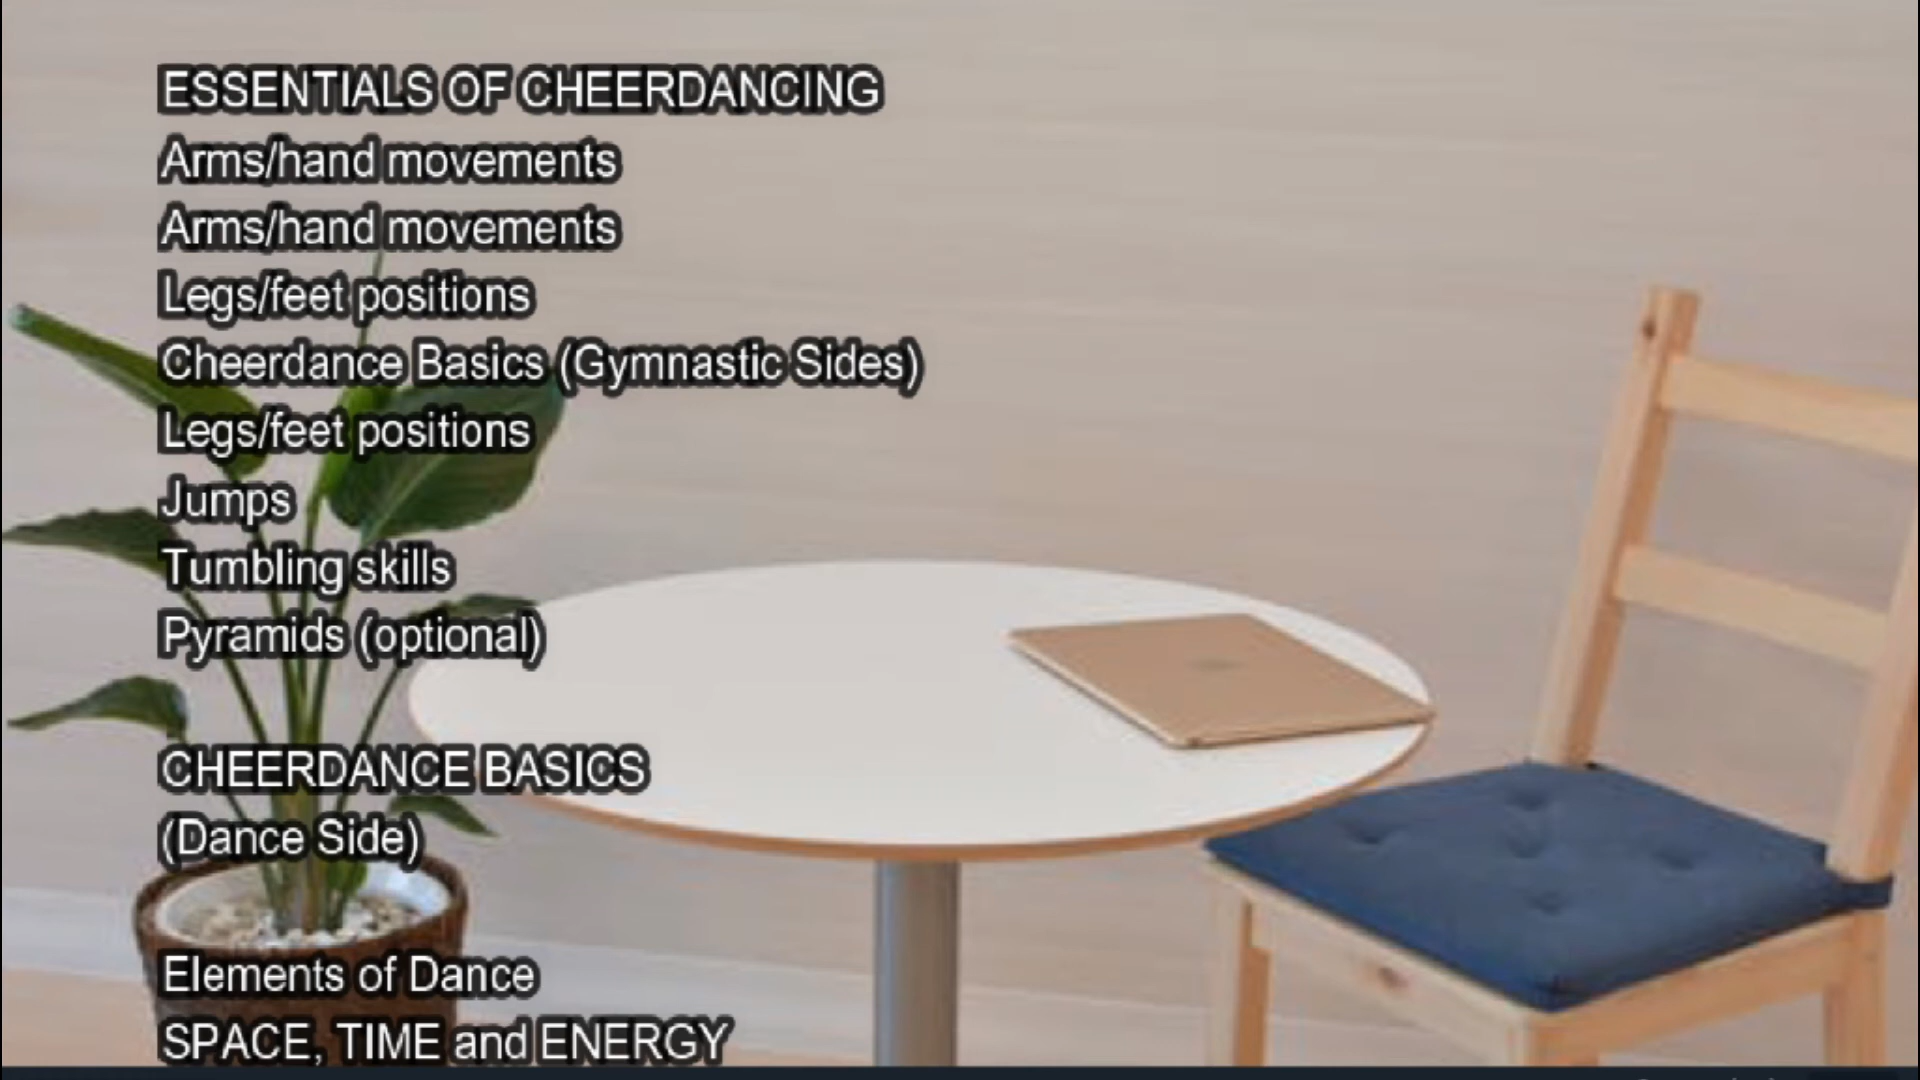 ESSENTIALS OF CHEERDANCING
Arms/hand movements
Arms/hand movements
Legs/feet positions
Cheerdance Basics (Gymnastic Sides)
Legs/feet positions
Jumps
Tumbling skills
Pyramids (optional)
CHEERDANCE BASICS
(Dance Side)
Elements of Dance
SPACE, TIME and ENERGY